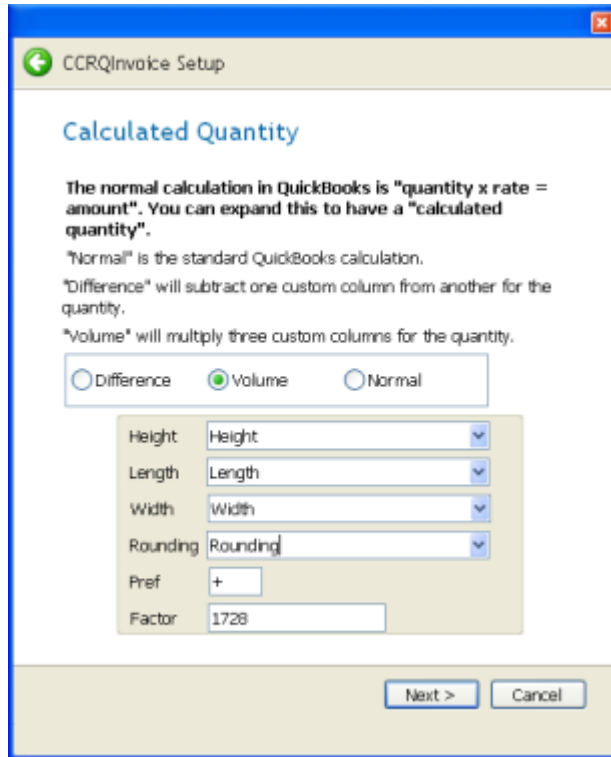 CCRQInvoice Setup
Calculated Quantity
The normal calculation in QuickBooks is "quantity x rate =
amount". You can expand this to have a "calculated
quantity".
"Normal" is the standard QuickBooks calculation.
"Difference" will subtract one custom column from another for the
quantity.
"Volume" will multiply three custom columns for the quantity.
Difference Volume Normal
Height Height
Length Length
Width Width
Rounding Rounding
Pref +
Factor 1728
Next > Cancel